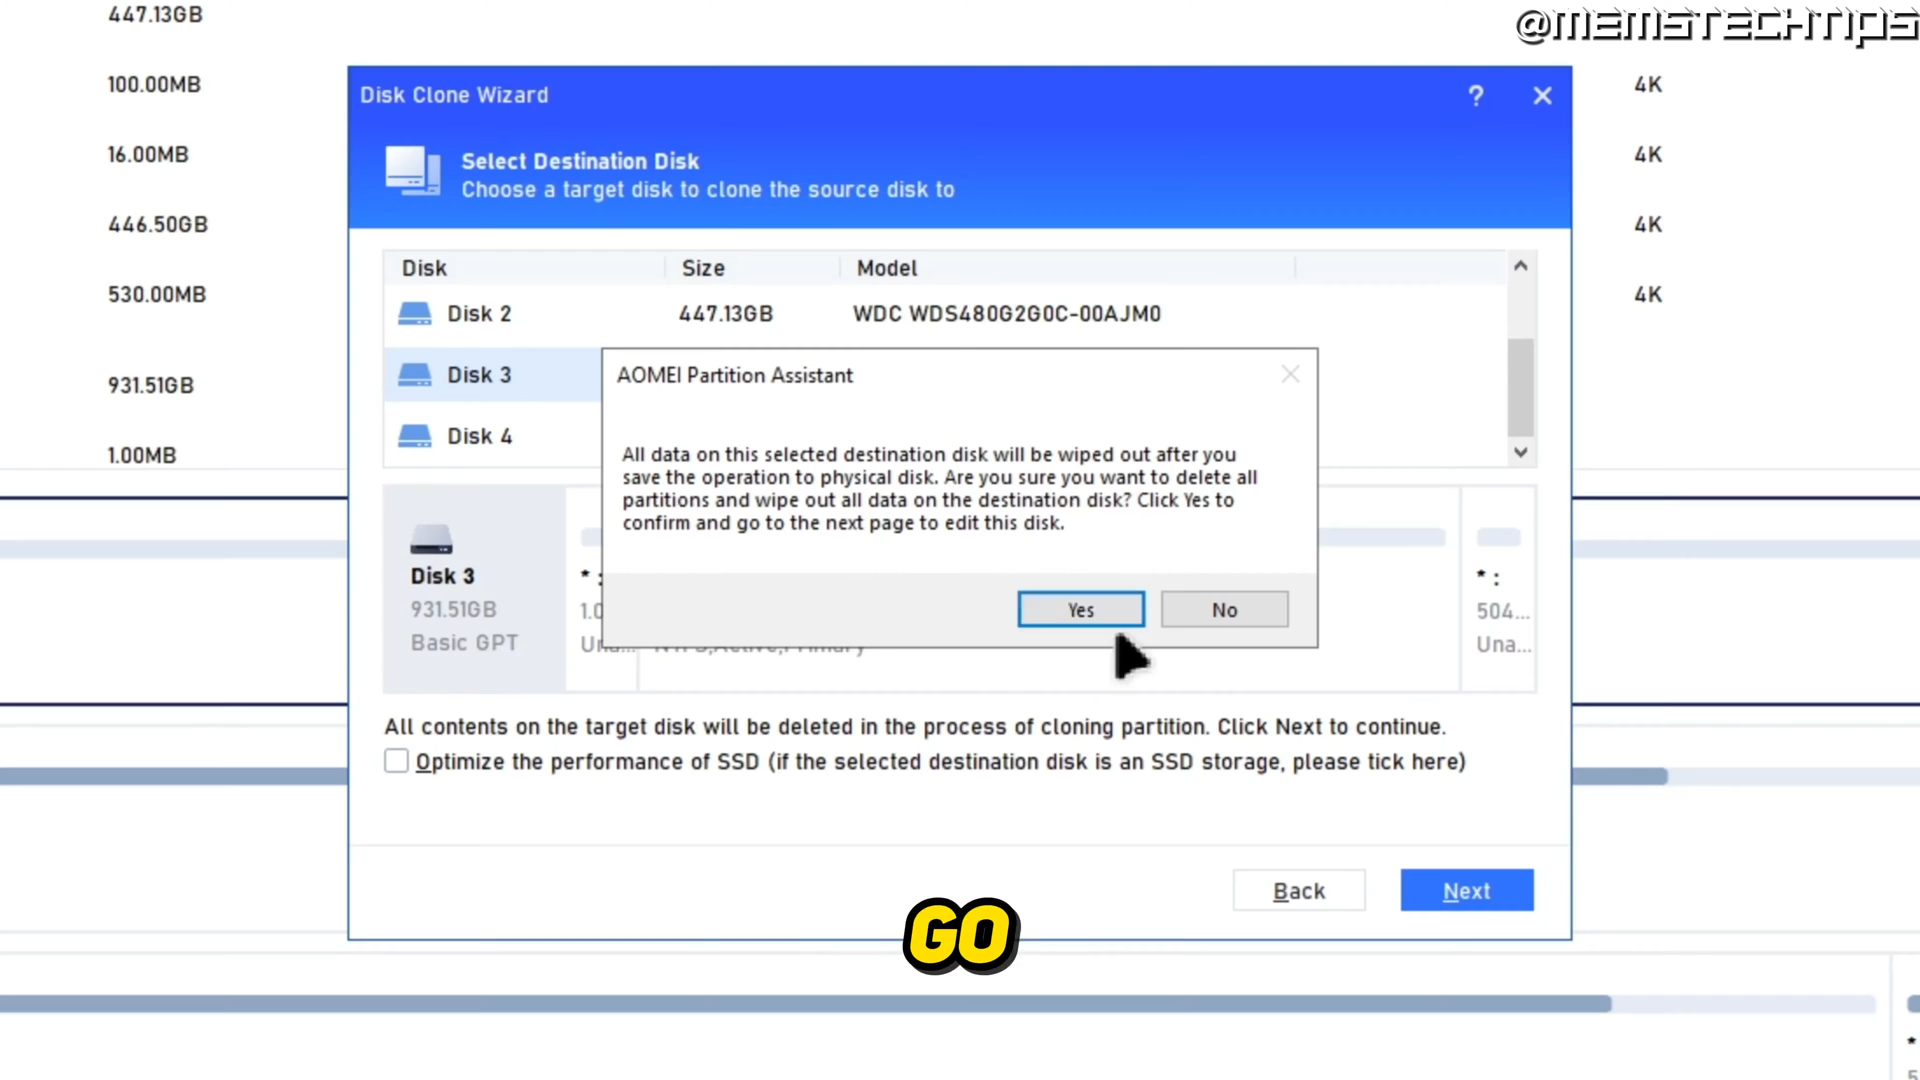 447.13GB
@MEMSTECHTIPS
100.00MB
4K
Disk Clone Wizard
?
16.00MB
4K
Select Destination Disk
Choose a target disk to clone the source disk to
446.50GB
4K
Disk Size Model
530.00MB
4K
Disk 2 447.13GB WDC WDS480G2G0C-00AJM0
931.51GB
Disk 3
AOMEI Partition Assistant
Disk 4
1.00MB
All data on this selected destination disk will be wiped out after you
save the operation to physical disk. Are you sure you want to delete all
partitions and wipe out all data on the destination disk? Click Yes to
confirm and go to the next page to edit this disk.
Yes No
Disk 3
931.51GB
Basic GPT
* :
1.0
Una...
NTFS,Active,Primary
* :
504...
Una...
All contents on the target disk will be deleted in the process of cloning partition. Click Next to continue.
Optimize the performance of SSD (if the selected destination disk is an SSD storage, please tick here)
Back Next
GO
*